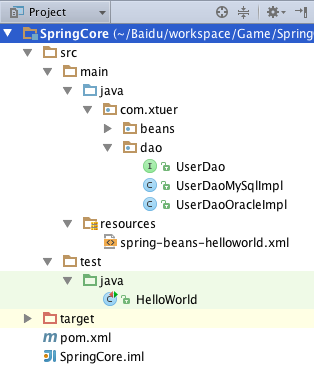 Project
SpringCore (~/Baidu/workspace/Game/Spring
src
main
java
com.xtuer
beans
dao
I UserDao
C UserDaoMySqlImpl
C UserDaoOracleImpl
resources
spring-beans-helloworld.xml
test
java
C HelloWorld
target
m pom.xml
SpringCore.iml